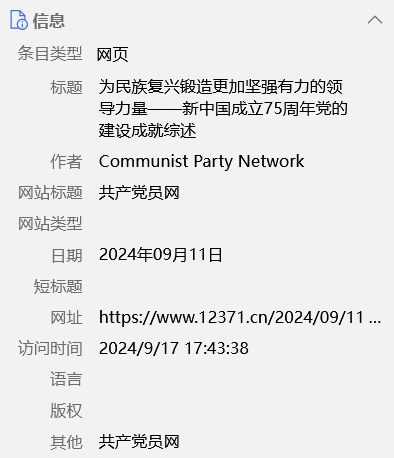 信息
条目类型 网页
标题 为民族复兴锻造更加坚强有力的领
导力量——新中国成立75周年党的
建设成就综述
作者 Communist Party Network
网站标题 共产党员网
网站类型
日期 2024年09月11日
短标题
网址 https://www.12371.cn/2024/09/11 ...
访问时间 2024/9/17 17:43:38
语言
版权
其他 共产党员网